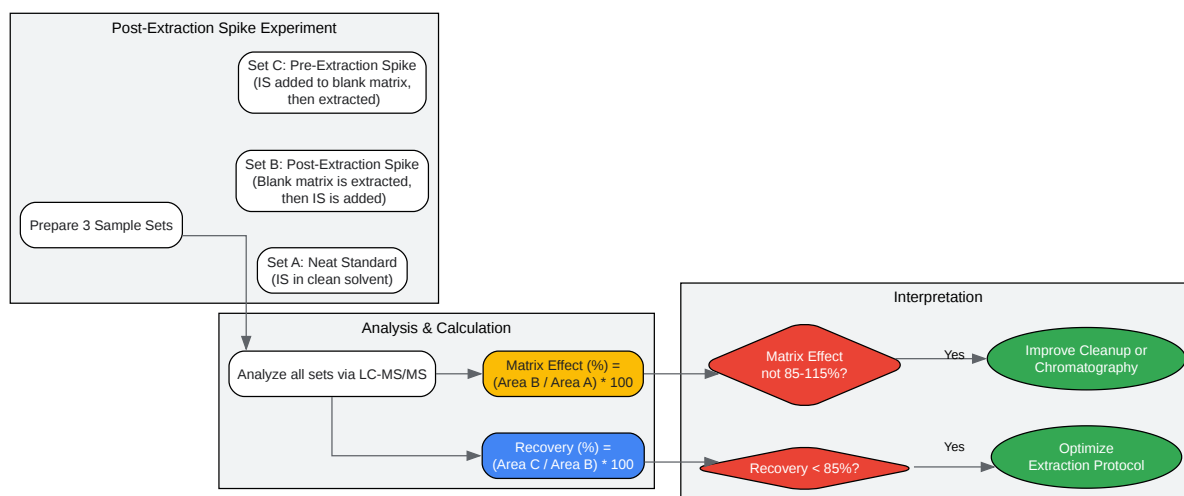 Post-Extraction Spike Experiment
Set C: Pre-Extraction Spike
(IS added to blank matrix,
then extracted)
Set B: Post-Extraction Spike
(Blank matrix is extracted,
then IS is added)
Prepare 3 Sample Sets
Set A: Neat Standard
(IS in clean solvent)
Analysis & Calculation
Analyze all sets via LC-MS/MS
Matrix Effect (%) =
(Area B / Area A) * 100
Recovery (%) =
(Area C / Area B) * 100
Interpretation
Matrix Effect
not 85-115%?
Yes
Improve Cleanup or
Chromatography
Recovery < 85%?
Yes
Optimize
Extraction Protocol